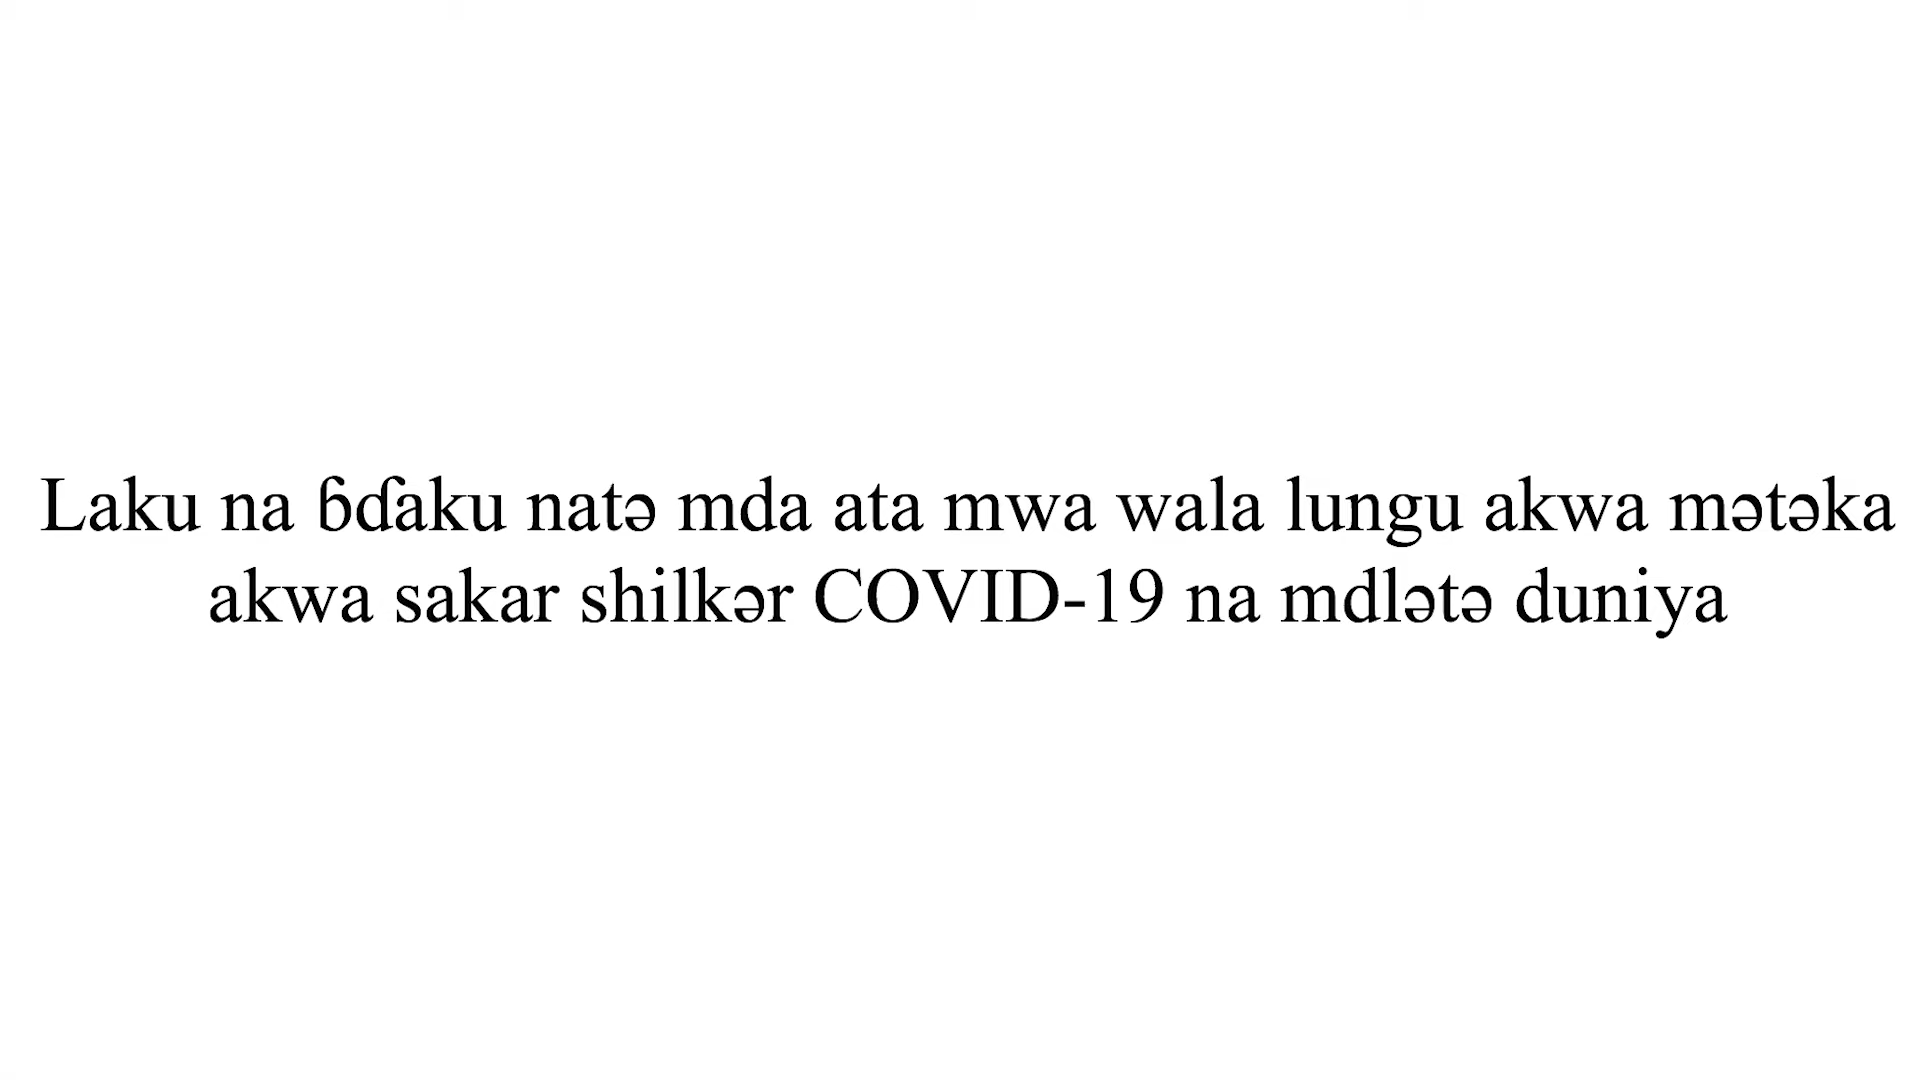 Laku na ɓɗaku natə mda ata mwa wala lungu akwa mətəka
akwa sakar shilkər COVID-19 na mdlətə duniya